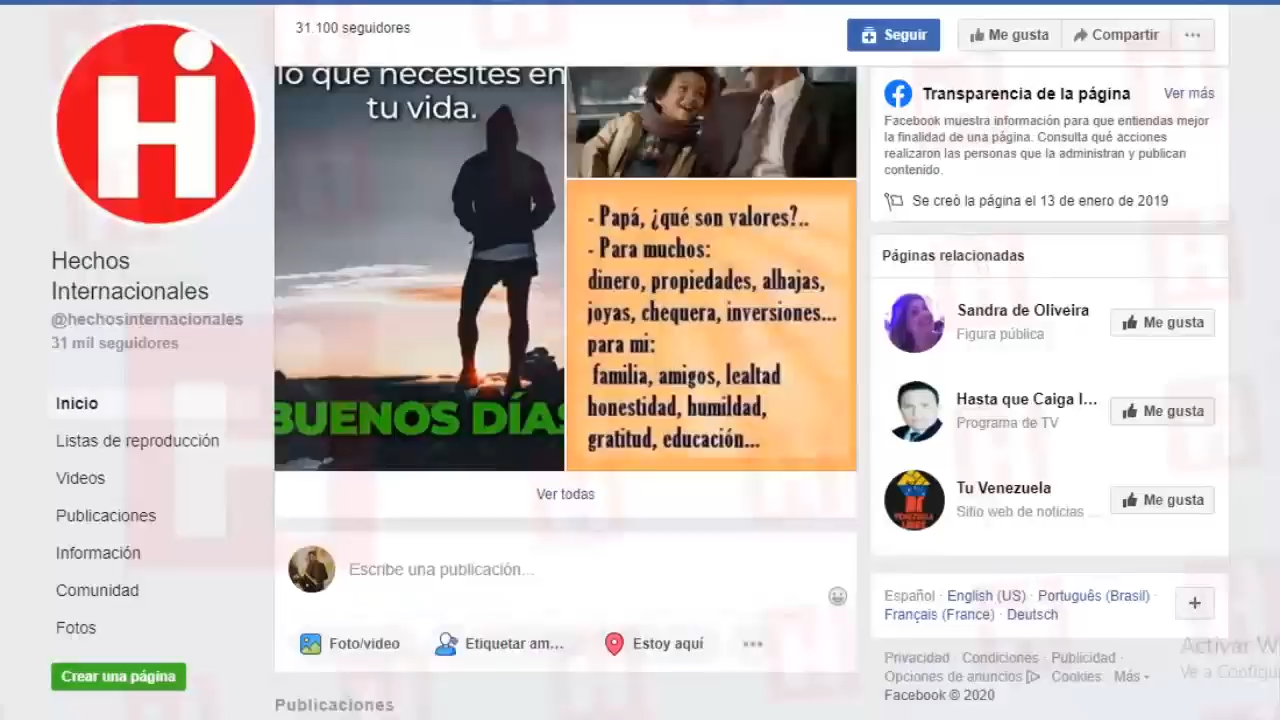 Hi
Hechos
Internacionales
@hechosinternacionales
31 mil seguidores
Inicio
Listas de reproducción
Videos
Publicaciones
Información
Comunidad
Fotos
Crear una página
31.100 seguidores
Seguir
Me gusta
Compartir
lo que necesites en
tu vida.
BUENOS DÍAS
- Papá, ¿qué son valores?..
- Para muchos:
dinero, propiedades, alhajas,
joyas, chequera, inversiones...
para mi:
familia, amigos, lealtad
honestidad, humildad,
gratitud, educación...
Ver todas
Escribe una publicación...
Foto/video
Etiquetar am...
Estoy aquí
Publicaciones
Transparencia de la página
Ver más
Facebook muestra información para que entiendas mejor
la finalidad de una página. Consulta qué acciones
realizaron las personas que la administran y publican
contenido.
Se creó la página el 13 de enero de 2019
Páginas relacionadas
Sandra de Oliveira
Figura pública
Me gusta
Hasta que Caiga l...
Programa de TV
Me gusta
Tu Venezuela
Sitio web de noticias ...
Me gusta
Español · English (US) · Português (Brasil) ·
Français (France) · Deutsch
Privacidad · Condiciones · Publicidad ·
Opciones de anuncios · Cookies · Más
Facebook © 2020
Activar W
Ve a Configu